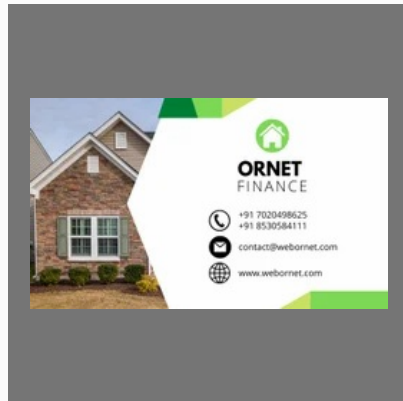 ORNET
FINANCE
+91 7020498625
+91 8530584111
contact@webornet.com
www.webornet.com